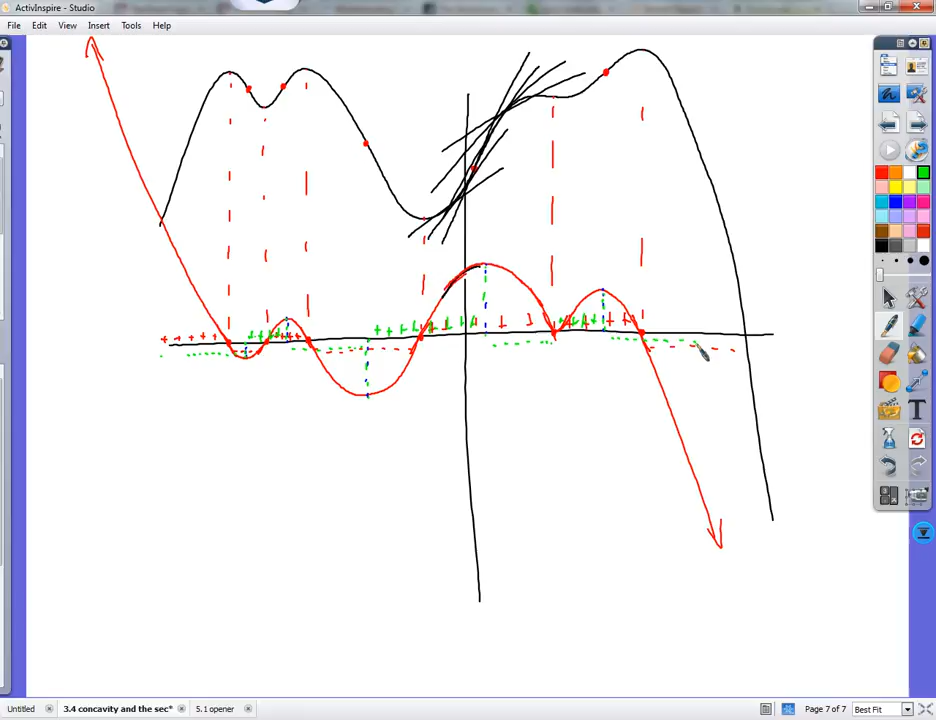 ActivInspire - Studio
File Edit View Insert Tools Help
Untitled 3.4 concavity and the sec* 5.1 opener Page 7 of 7 Best Fit